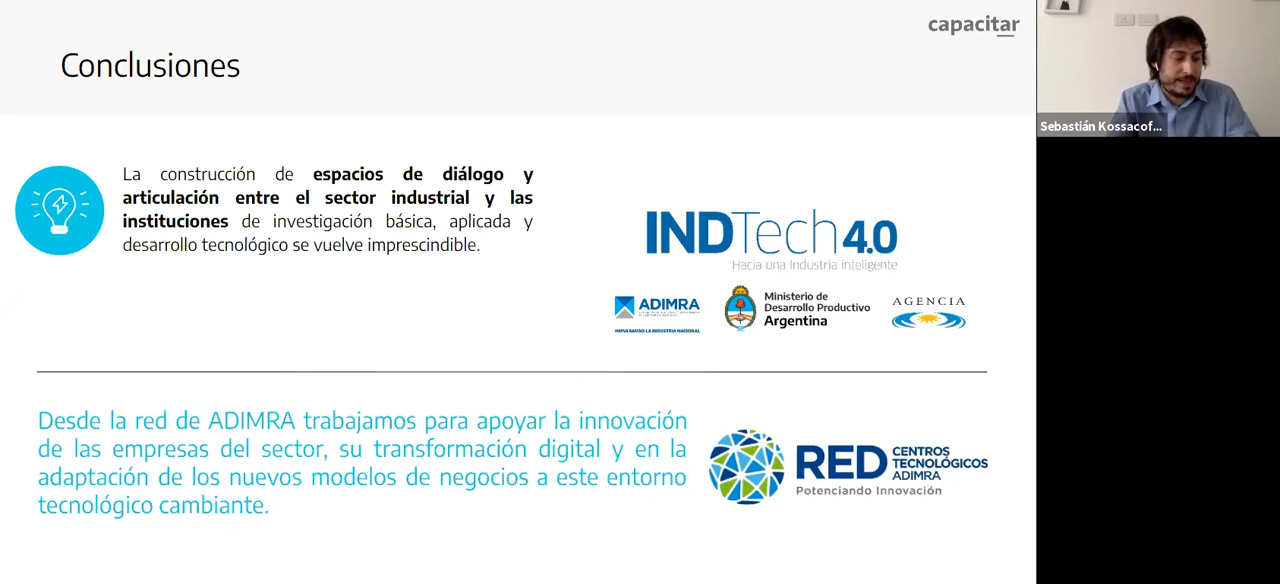 capacitar
Conclusiones
Sebastián Kossacof...
La construcción de espacios de diálogo y
articulación entre el sector industrial y las
instituciones de investigación básica, aplicada y
desarrollo tecnológico se vuelve imprescindible.
INDTech 4.0
Hacia una Industria inteligente
ADIMRA
IMPULSANDO LA INDUSTRIA NACIONAL
Ministerio de
Desarrollo Productivo
Argentina
AGENCIA
Desde la red de ADIMRA trabajamos para apoyar la innovación
de las empresas del sector, su transformación digital y en la
adaptación de los nuevos modelos de negocios a este entorno
tecnológico cambiante.
RED CENTROS
TECNOLÓGICOS
ADIMRA
Potenciando Innovación